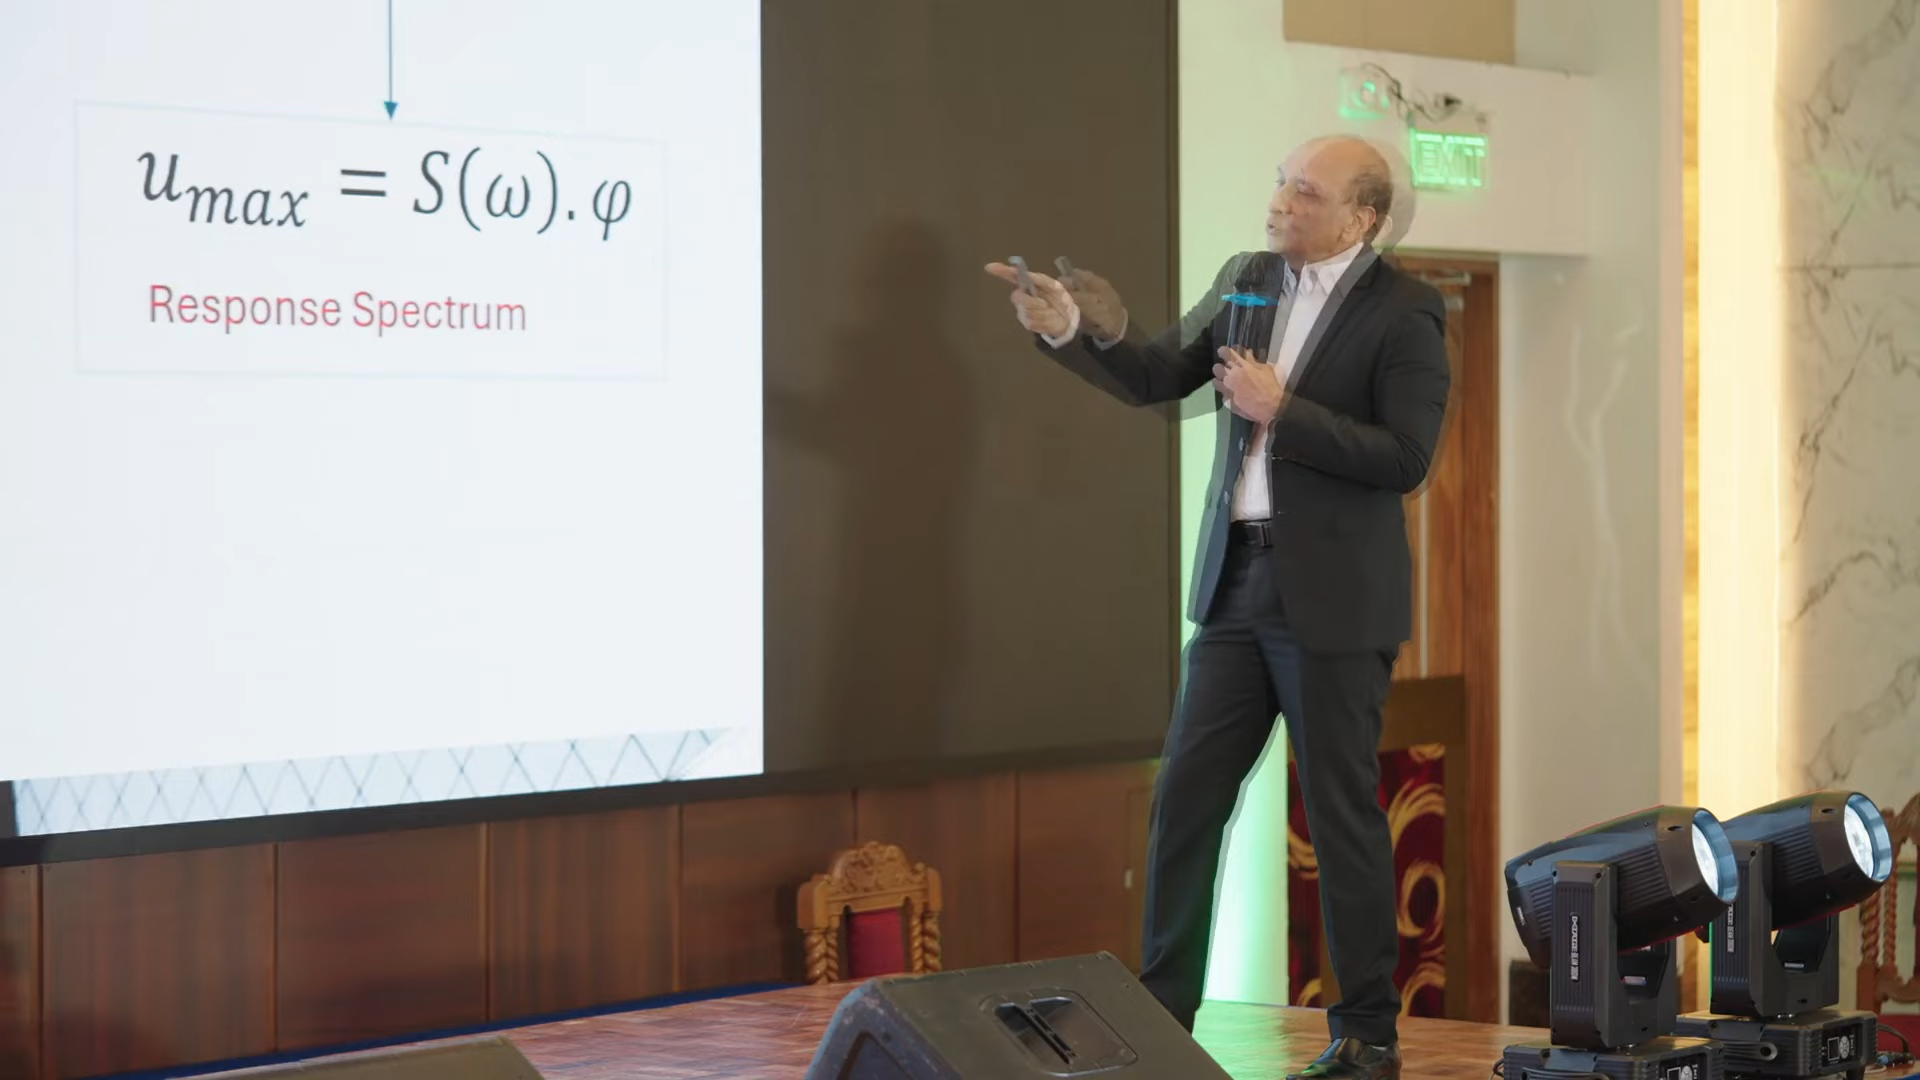 u_max = S(ω).φ
Response Spectrum
EXIT